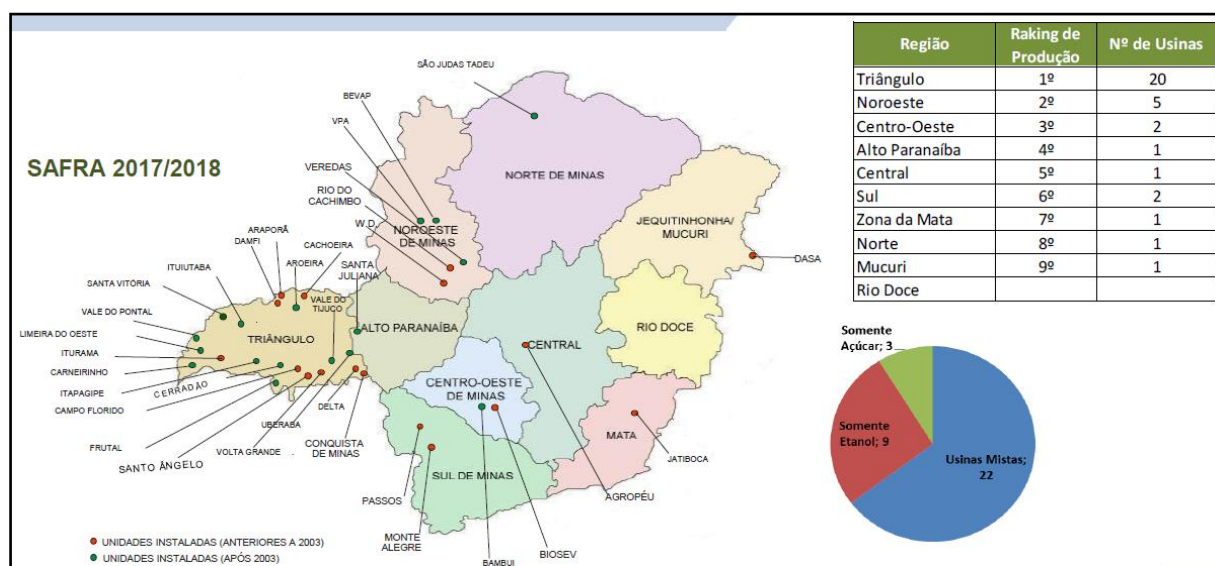 SAFRA 2017/2018
SÃO JUDAS TADEU
BEVAP
VPA
VEREDAS
RIO DO
CACHIMBO
W.D.
NORTE DE MINAS
NOROESTE
DE MINAS
JEQUITINHONHA/
MUCURI
DASA
ARAPORÃ
DAMFI
CACHOEIRA
AROEIRA
SANTA
JULIANA
ITUIUTABA
SANTA VITÓRIA
VALE DO
TIJUCO
VALE DO PONTAL
LIMEIRA DO OESTE
ITURAMA
CARNEIRINHO
ITAPAGIPE
CERRADÃO
CAMPO FLORIDO
FRUTAL
SANTO ÂNGELO
VOLTA GRANDE
UBERABA
DELTA
CONQUISTA
DE MINAS
TRIÂNGULO
ALTO PARANAÍBA
CENTRAL
RIO DOCE
CENTRO-OESTE
DE MINAS
MATA
SUL DE MINAS
JATIBOCA
AGROPÉU
PASSOS
MONTE
ALEGRE
BAMBUI
BIOSEV
UNIDADES INSTALADAS (ANTERIORES A 2003)
UNIDADES INSTALADAS (APÓS 2003)
Região Raking de Produção Nº de Usinas
Triângulo 1º 20
Noroeste 2º 5
Centro-Oeste 3º 2
Alto Paranaíba 4º 1
Central 5º 1
Sul 6º 2
Zona da Mata 7º 1
Norte 8º 1
Mucuri 9º 1
Rio Doce
Somente
Açúcar; 3
Somente
Etanol; 9
Usinas Mistas;
22